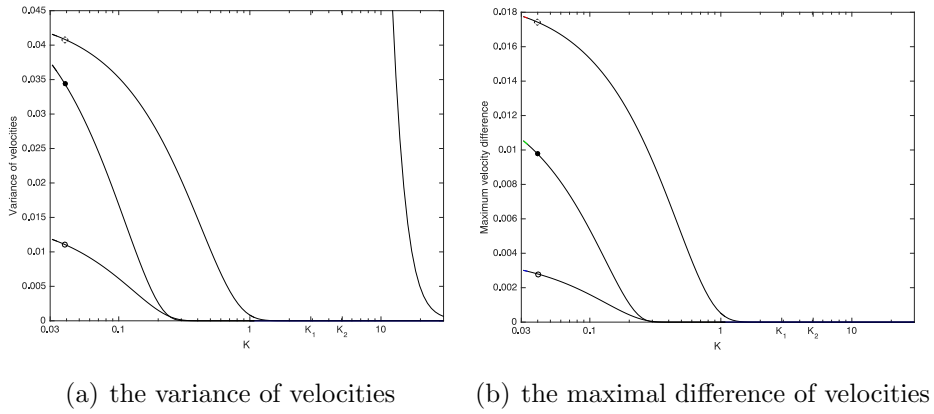 0.045
0.04
0.035
0.03
0.025
0.02
0.015
0.01
0.005
0
0.03
0.1
1
K₁
K₂
10
K
Variance of velocities
0.018
0.016
0.014
0.012
0.01
0.008
0.006
0.004
0.002
0
0.03
0.1
1
K₁
K₂
10
K
Maximum velocity difference
(a) the variance of velocities
(b) the maximal difference of velocities